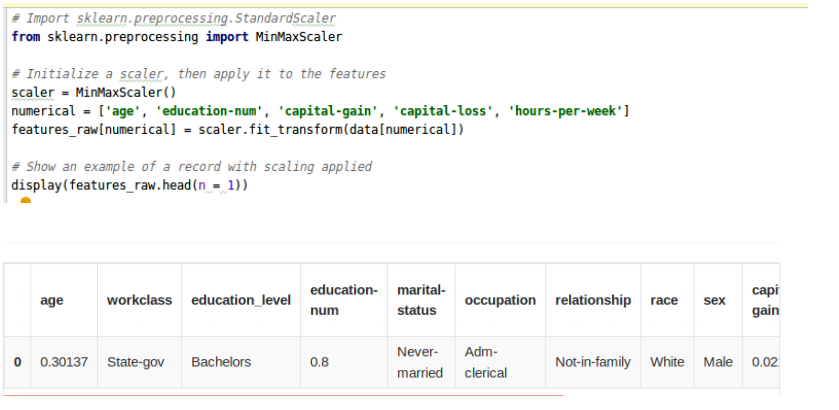 # Import sklearn.preprocessing.StandardScaler
from sklearn.preprocessing import MinMaxScaler
# Initialize a scaler, then apply it to the features
scaler = MinMaxScaler()
numerical = ['age', 'education-num', 'capital-gain', 'capital-loss', 'hours-per-week']
features_raw[numerical] = scaler.fit_transform(data[numerical])
# Show an example of a record with scaling applied
display(features_raw.head(n = 1))
age workclass education_level education-num marital-status occupation relationship race sex gain
0 0.30137 State-gov Bachelors 0.8 Never-married Adm-clerical Not-in-family White Male